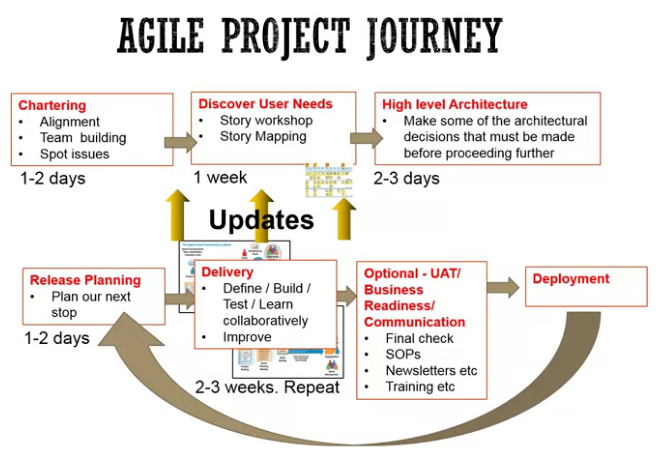 AGILE PROJECT JOURNEY
Chartering
• Alignment
• Team building
• Spot issues
1-2 days
Discover User Needs
• Story workshop
• Story Mapping
1 week
High level Architecture
• Make some of the architectural
decisions that must be made
before proceeding further
2-3 days
Updates
Release Planning
• Plan our next
stop
1-2 days
Delivery
• Define / Build /
Test / Learn
collaboratively
• Improve
2-3 weeks. Repeat
Optional - UAT/
Business
Readiness/
Communication
• Final check
• SOPs
• Newsletters etc
• Training etc
Deployment